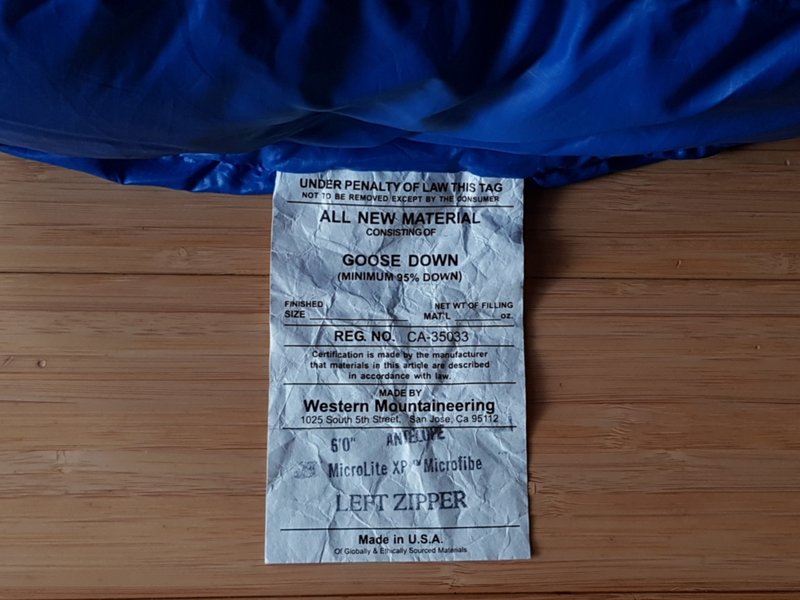 UNDER PENALTY OF LAW THIS TAG
NOT TO BE REMOVED EXCEPT BY THE CONSUMER
ALL NEW MATERIAL
CONSISTING OF
GOOSE DOWN
(MINIMUM 95% DOWN)
FINISHED NET WT OF FILLING
SIZE MAT'L oz.
REG. NO. CA-35033
Certification is made by the manufacturer
that materials in this article are described
in accordance with law.
MADE BY
Western Mountaineering
1025 South 5th Street, San Jose, Ca 95112
6'0" ANTELOPE
MicroLite XP™ Microfibe
LEFT ZIPPER
Made in U.S.A.
Of Globally & Ethically Sourced Materials